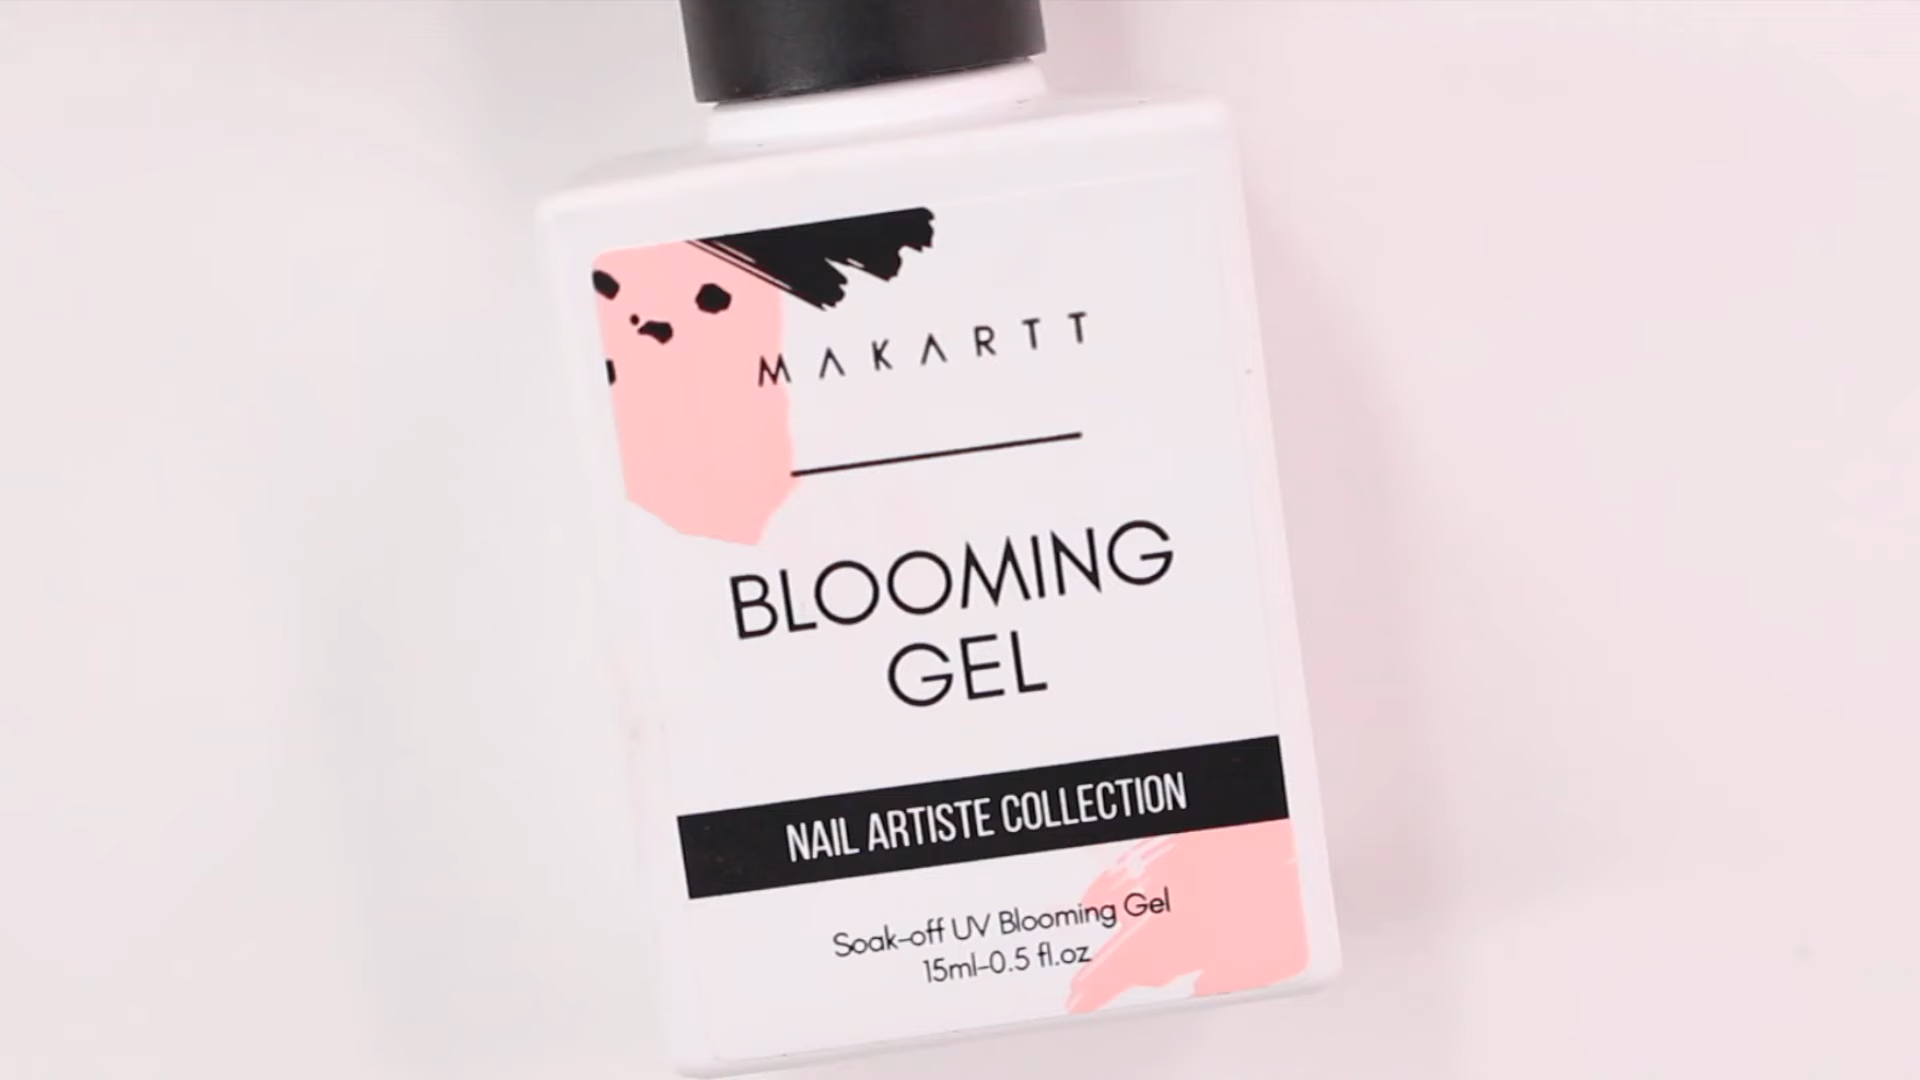 MAKARTT
BLOOMING
GEL
NAIL ARTISTE COLLECTION
Soak-off UV Blooming Gel
15ml-0.5 fl.oz